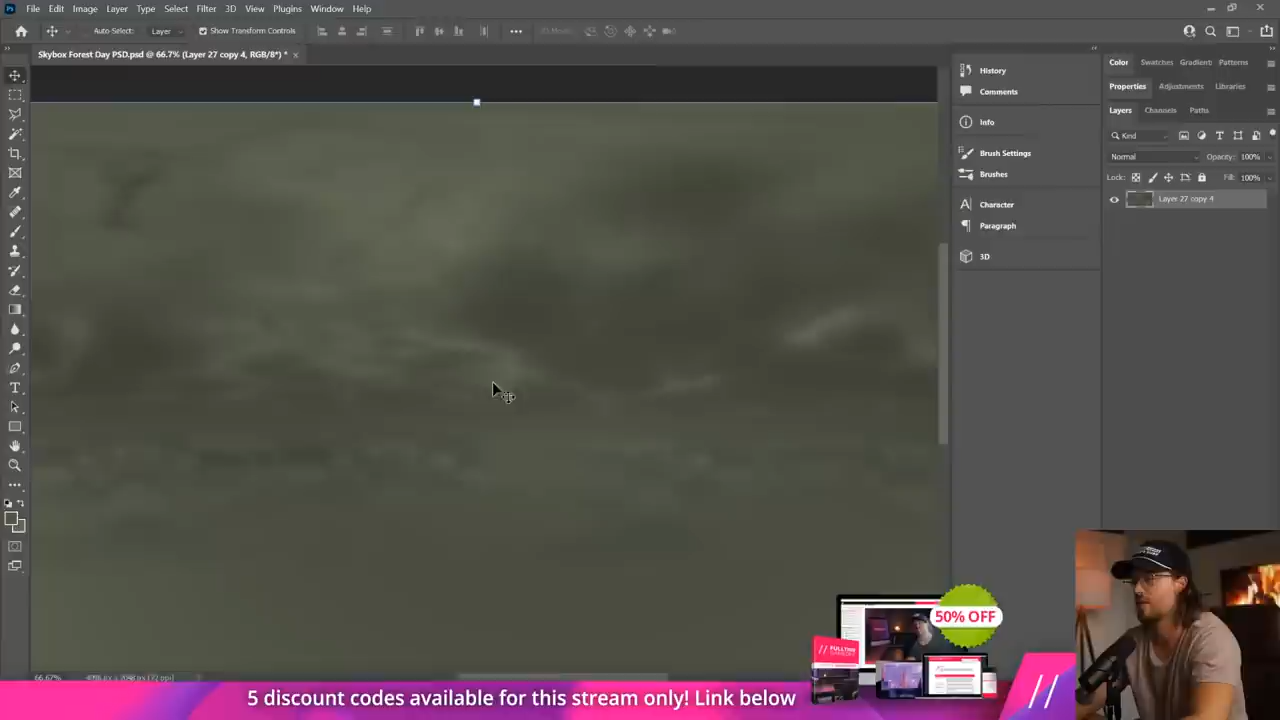 File Edit Image Layer Type Select Filter 3D View Plugins Window Help
Auto-Select: Layer Show Transform Controls
Skybox Forest Day PSD.psd @ 66.7% (Layer 27 copy 4, RGB/8*) *
History
Comments
Info
Brush Settings
Brushes
Character
Paragraph
3D
Color Swatches Gradient Patterns
Properties Adjustments Libraries
Layers Channels Paths
Kind
Normal Opacity: 100%
Lock: Fill: 100%
Layer 27 copy 4
66.67%
50% OFF
5 discount codes available for this stream only! Link below